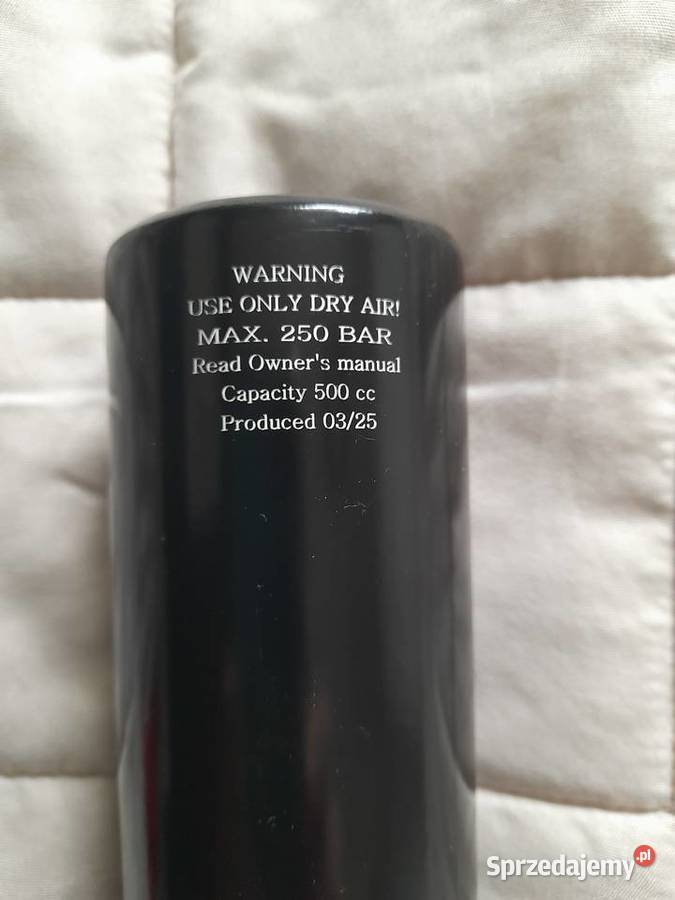 WARNING
USE ONLY DRY AIR!
MAX. 250 BAR
Read Owner's manual
Capacity 500 cc
Produced 03/25
Sprzedajemy.pl